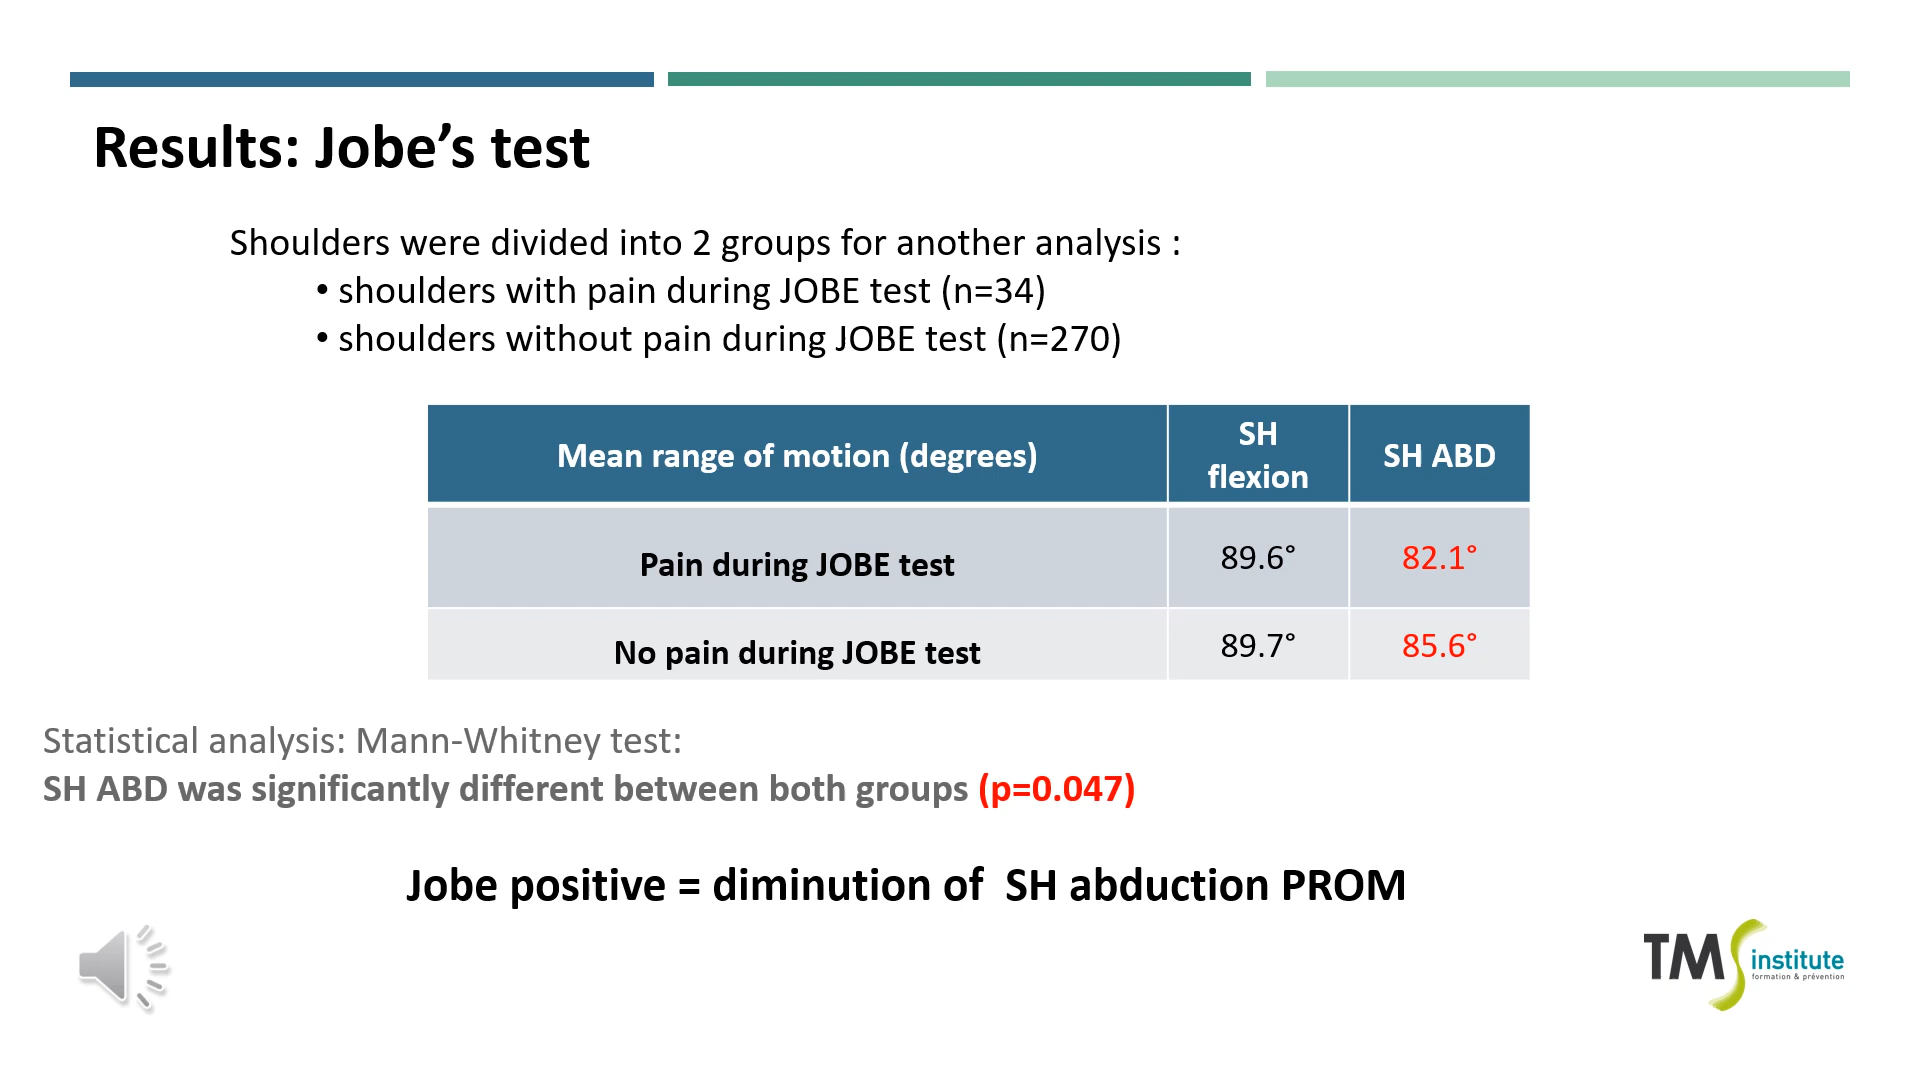 Results: Jobe’s test
Shoulders were divided into 2 groups for another analysis :
• shoulders with pain during JOBE test (n=34)
• shoulders without pain during JOBE test (n=270)
Mean range of motion (degrees)
SH
flexion
SH ABD
Pain during JOBE test
89.6°
82.1°
No pain during JOBE test
89.7°
85.6°
Statistical analysis: Mann-Whitney test:
SH ABD was significantly different between both groups (p=0.047)
Jobe positive = diminution of  SH abduction PROM
TMS institute
formation & prévention